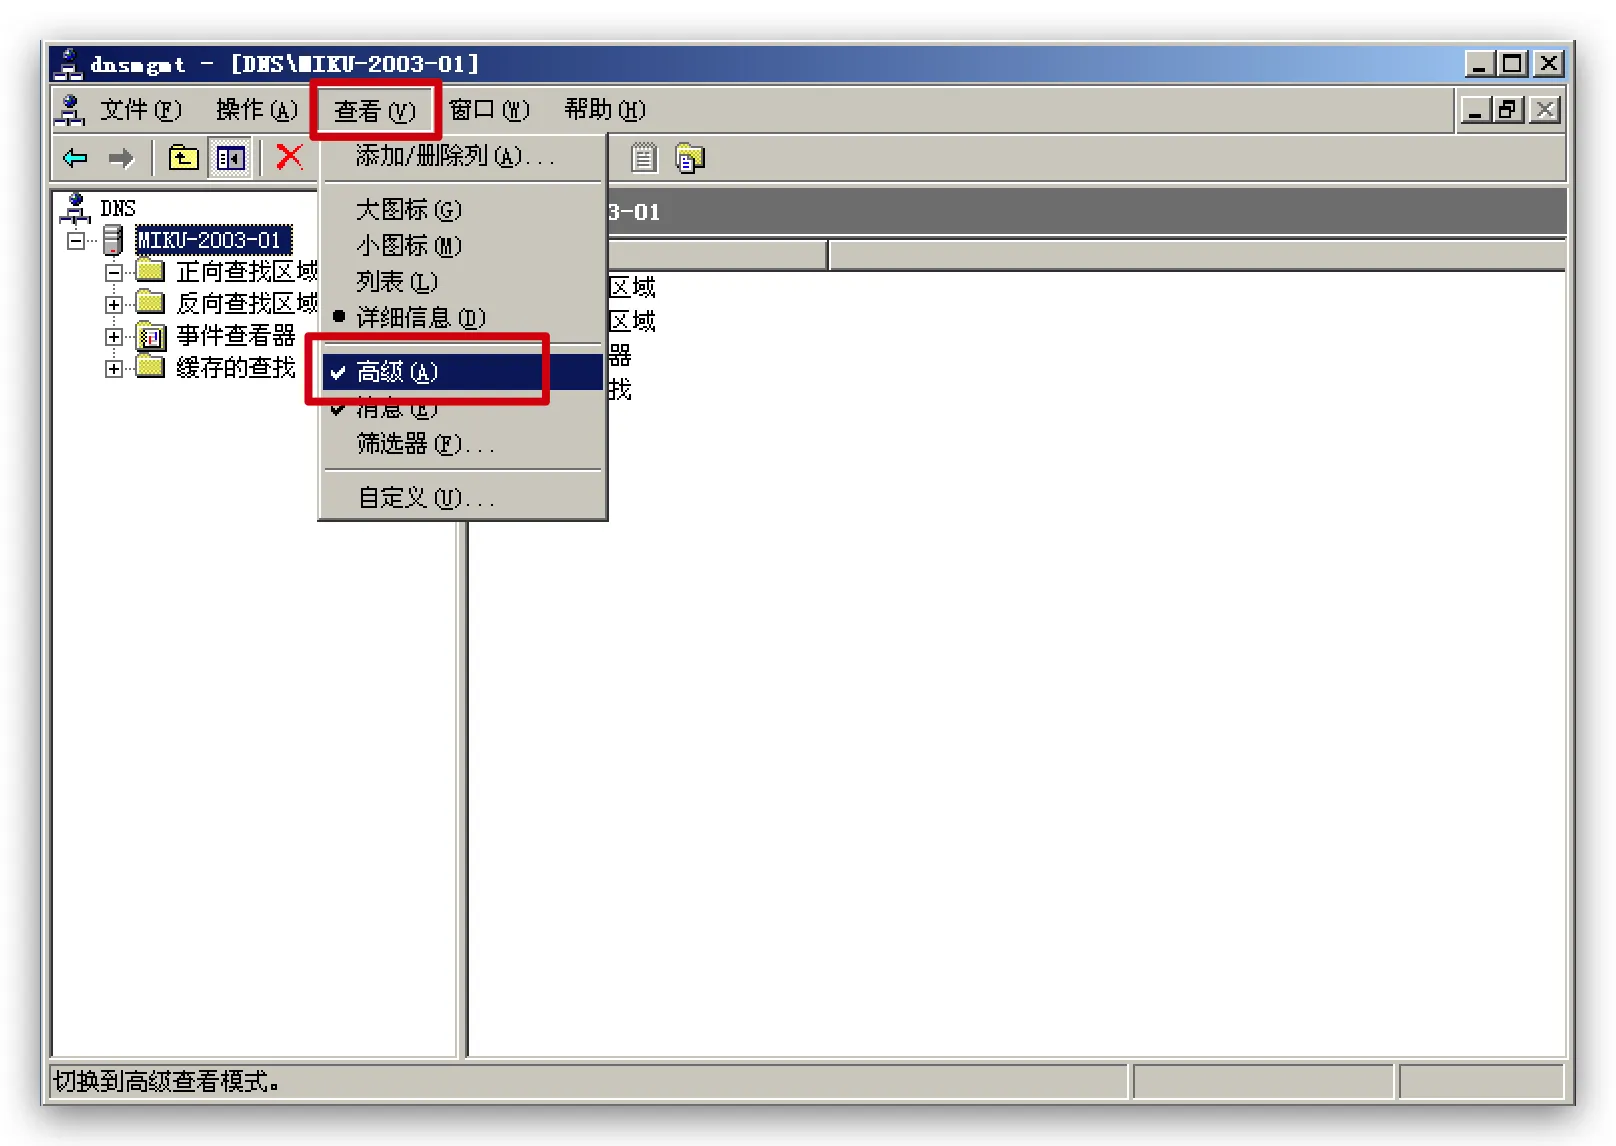 dnsmgmt - [DNS\MIKU-2003-01]
文件(F) 操作(A) 查看(V) 窗口(W) 帮助(H)
添加/删除列(A)...
大图标(G)
小图标(M)
列表(L)
详细信息(D)
高级(A)
消息(E)
筛选器(F)...
自定义(U)...
DNS
MIKU-2003-01
正向查找区域
反向查找区域
事件查看器
缓存的查找
3-01
区域
区域
器
找
切换到高级查看模式。